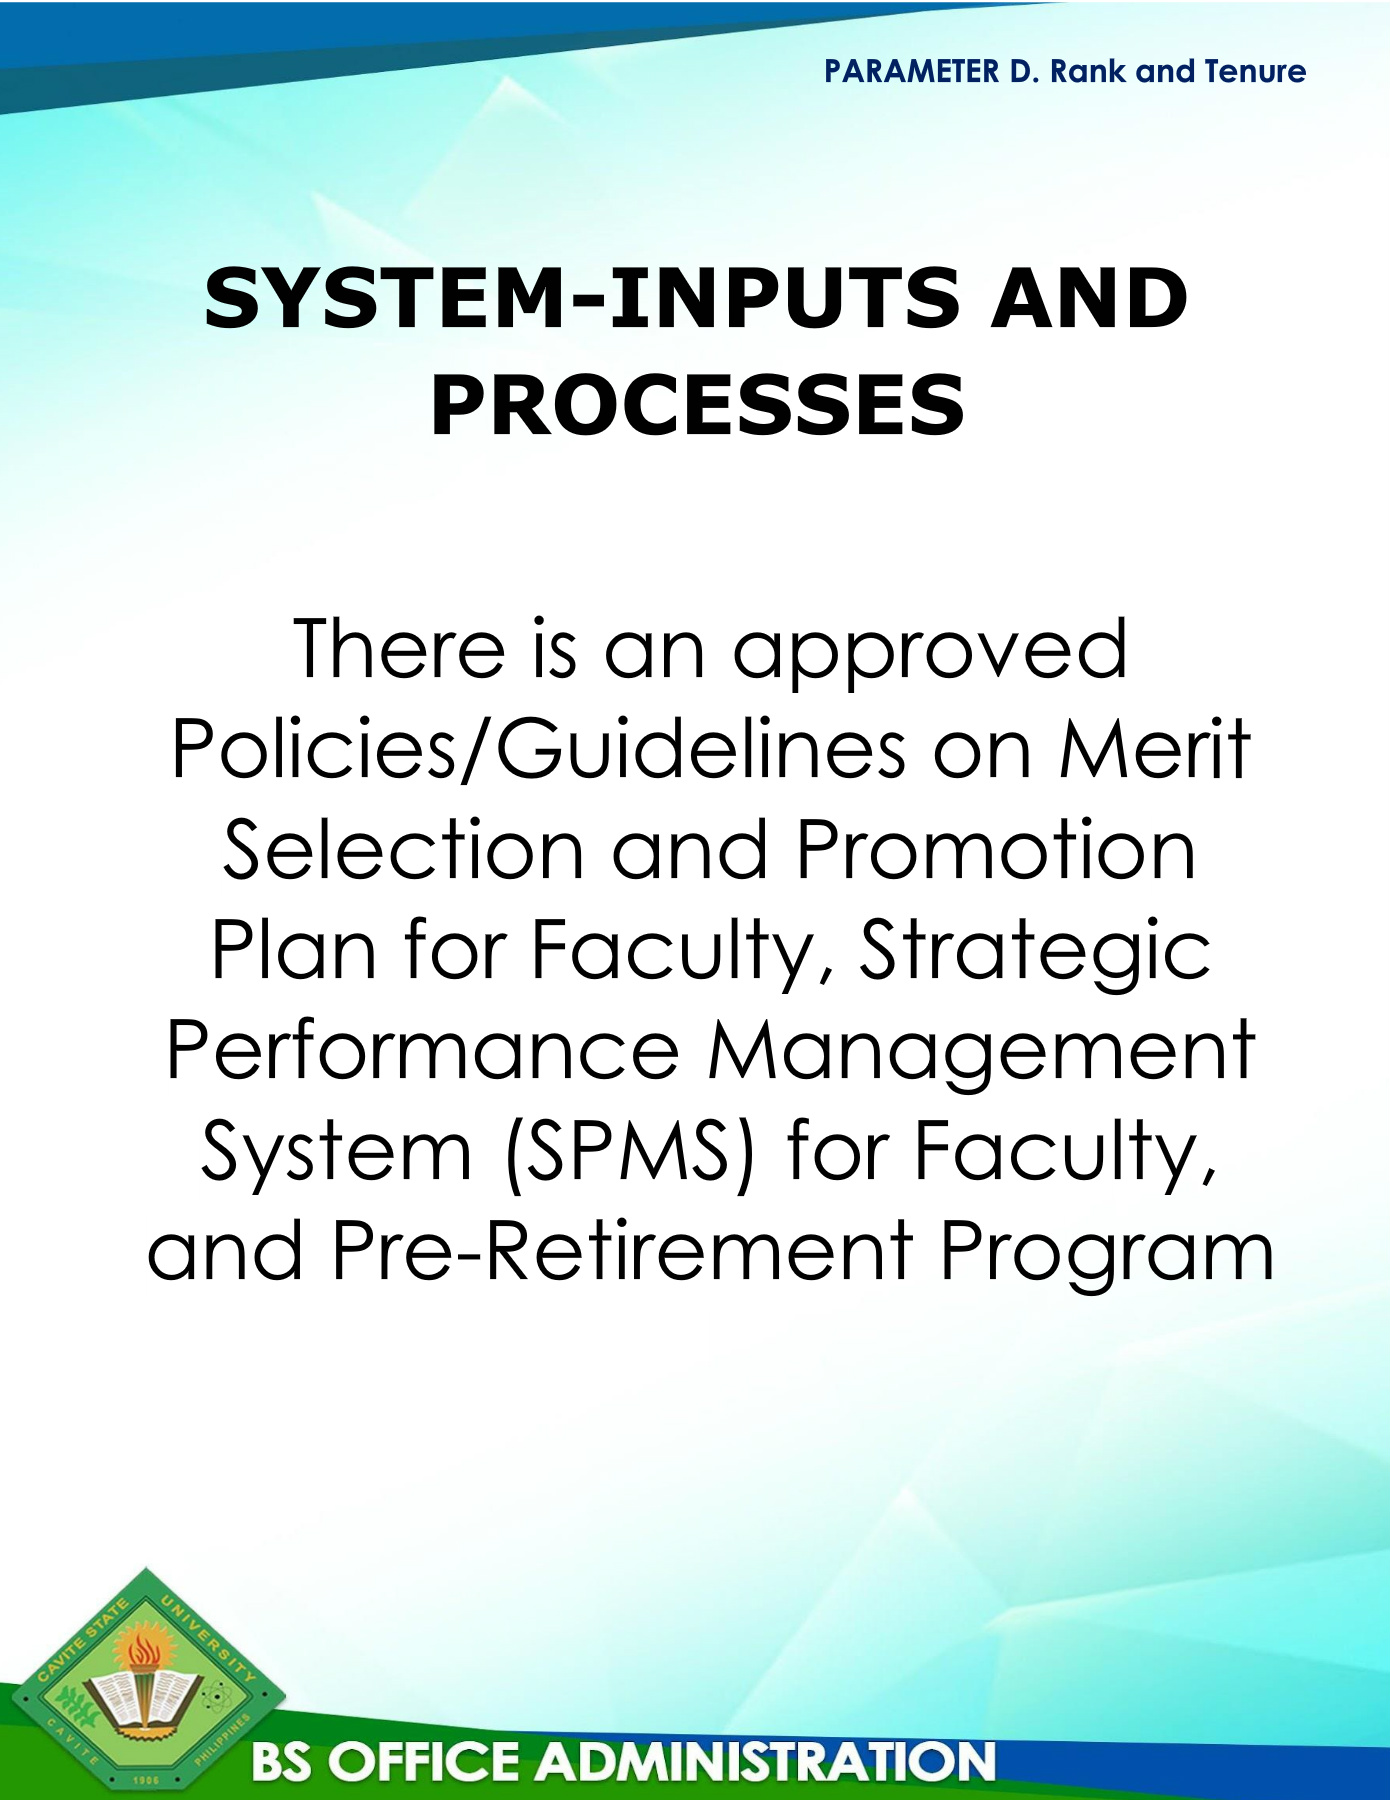 PARAMETER D. Rank and Tenure
SYSTEM-INPUTS AND
PROCESSES
There is an approved
Policies/Guidelines on Merit
Selection and Promotion
Plan for Faculty, Strategic
Performance Management
System (SPMS) for Faculty,
and Pre-Retirement Program
CAVITE STATE UNIVERSITY
CAVITE
PHILIPPINES
1906
BS OFFICE ADMINISTRATION